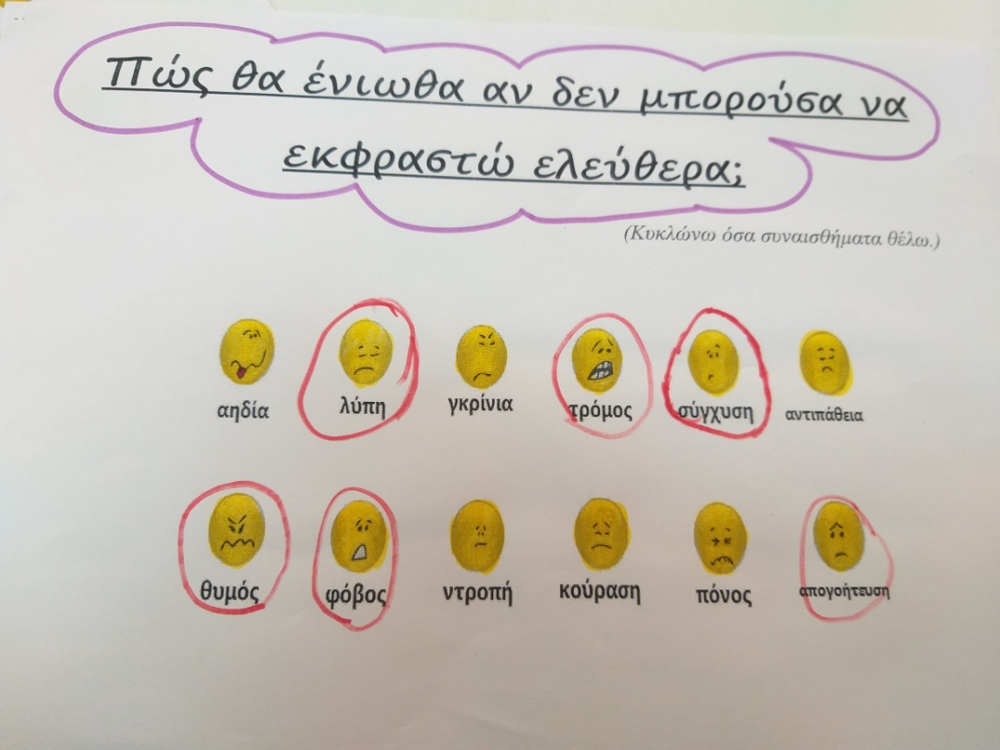 Πώς θα ένιωθα αν δεν μπορούσα να
εκφραστώ ελεύθερα;
(Κυκλώνω όσα συναισθήματα θέλω.)
αηδία λύπη γκρίνια τρόμος σύγχυση αντιπάθεια
θυμός φόβος ντροπή κούραση πόνος απογοήτευση